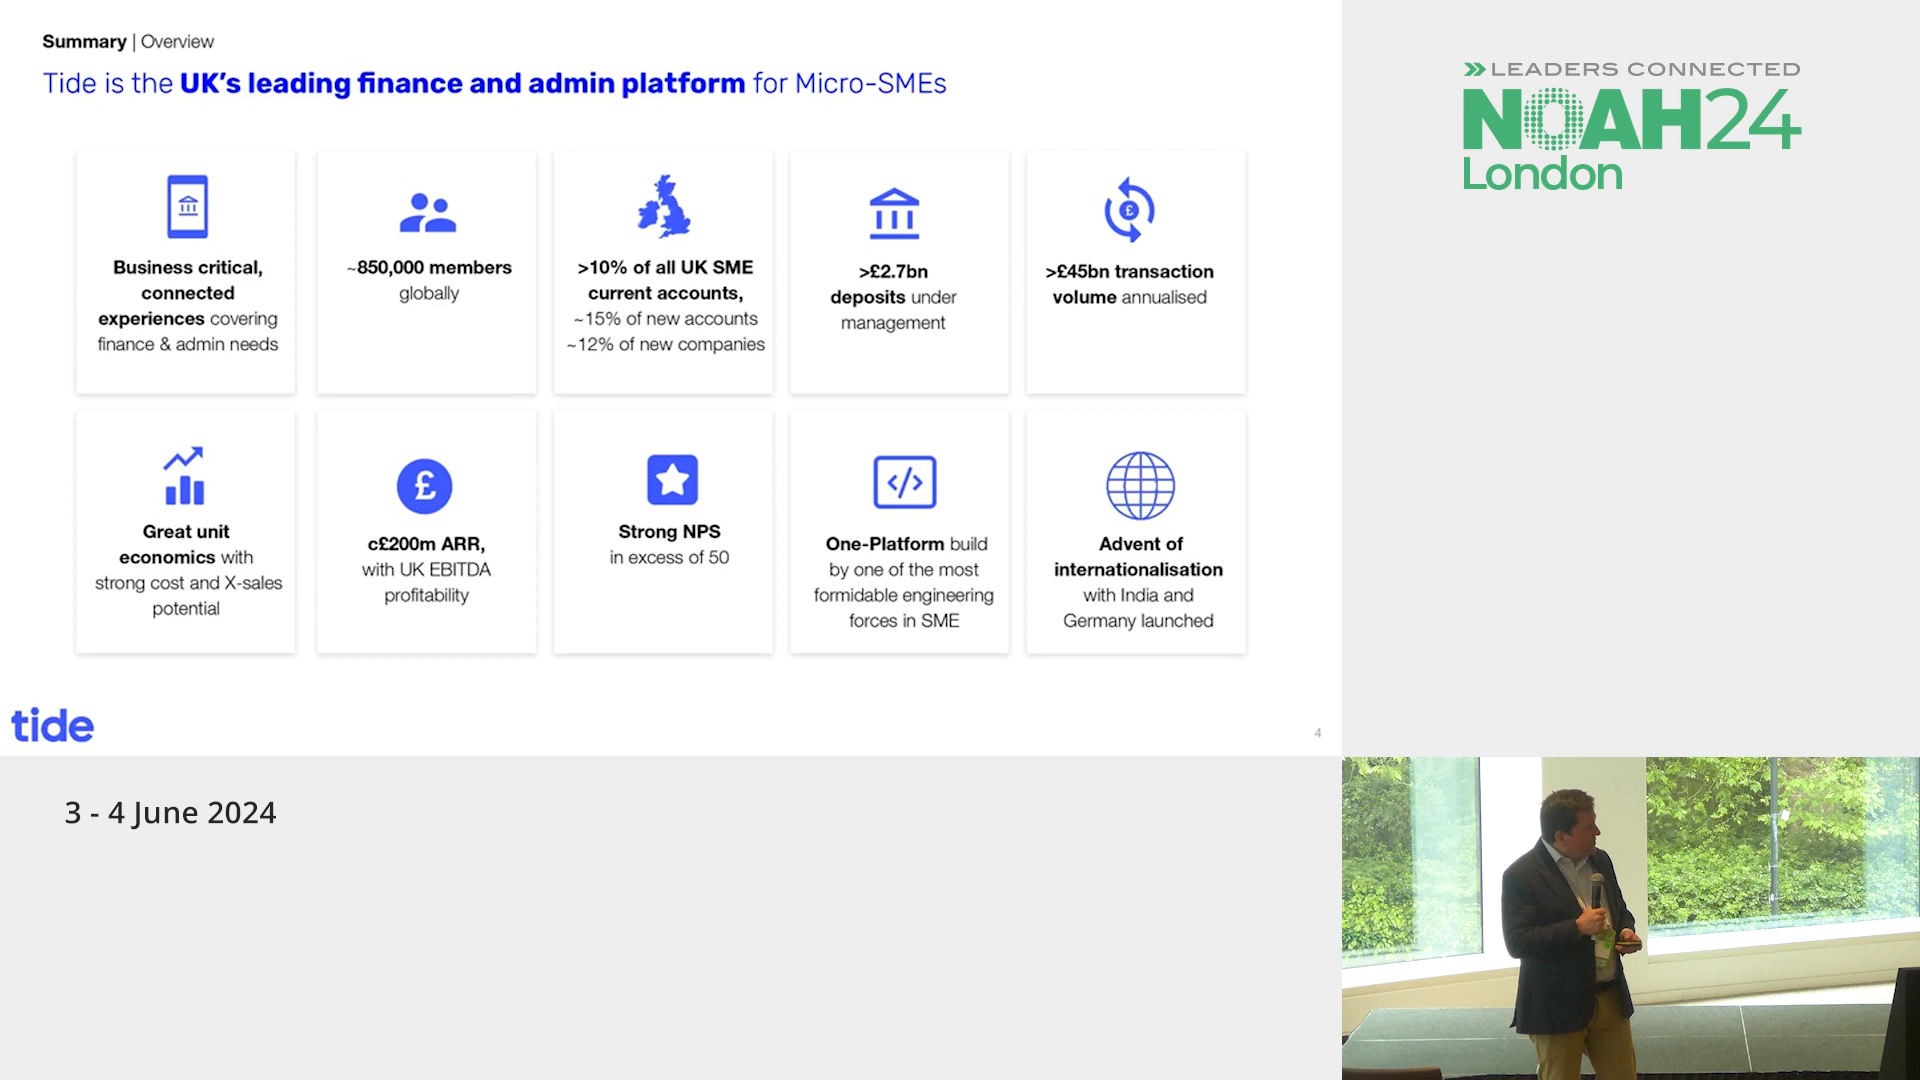 Summary | Overview
Tide is the UK's leading finance and admin platform for Micro-SMEs
Business critical,
connected
experiences covering
finance & admin needs
~850,000 members
globally
>10% of all UK SME
current accounts,
~15% of new accounts
~12% of new companies
>£2.7bn
deposits under
management
>£45bn transaction
volume annualised
Great unit
economics with
strong cost and X-sales
potential
£
c£200m ARR,
with UK EBITDA
profitability
Strong NPS
in excess of 50
</>
One-Platform build
by one of the most
formidable engineering
forces in SME
Advent of
internationalisation
with India and
Germany launched
tide
4
LEADERS CONNECTED
NOAH24
London
3 - 4 June 2024